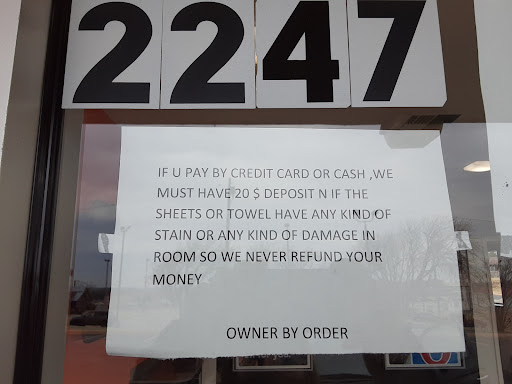 2247
IF U PAY BY CREDIT CARD OR CASH ,WE
MUST HAVE 20 $ DEPOSIT N IF THE
SHEETS OR TOWEL HAVE ANY KIND OF
STAIN OR ANY KIND OF DAMAGE IN
ROOM SO WE NEVER REFUND YOUR
MONEY
OWNER BY ORDER